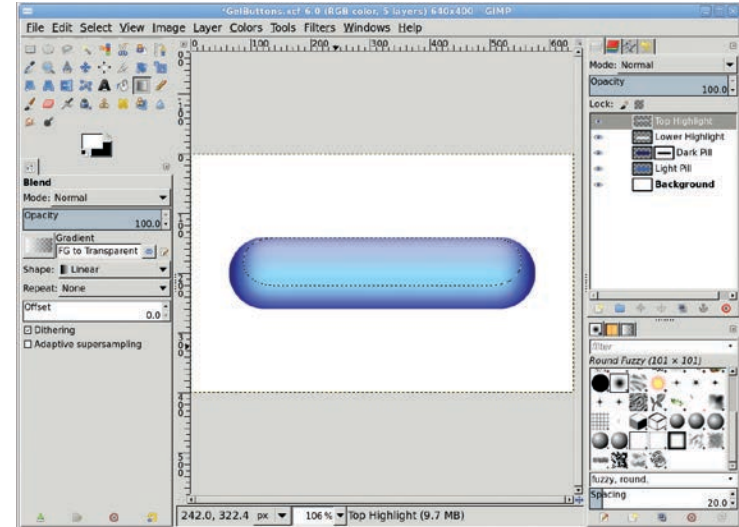 *GelButtons.xcf-6.0 (RGB color, 5 layers) 640x400 - GIMP
File Edit Select View Image Layer Colors Tools Filters Windows Help
0 100 200 300 400 500 600
Blend
Mode: Normal
Opacity
100.0
Gradient
FG to Transparent
Shape: Linear
Repeat: None
Offset
0.0
Dithering
Adaptive supersampling
Mode: Normal
Opacity
100.0
Lock:
Top Highlight
Lower Highlight
Dark Pill
Light Pill
Background
filter
Round Fuzzy (101 × 101)
fuzzy, round,
Spacing
20.0
242.0, 322.4 px 106% Top Highlight (9.7 MB)